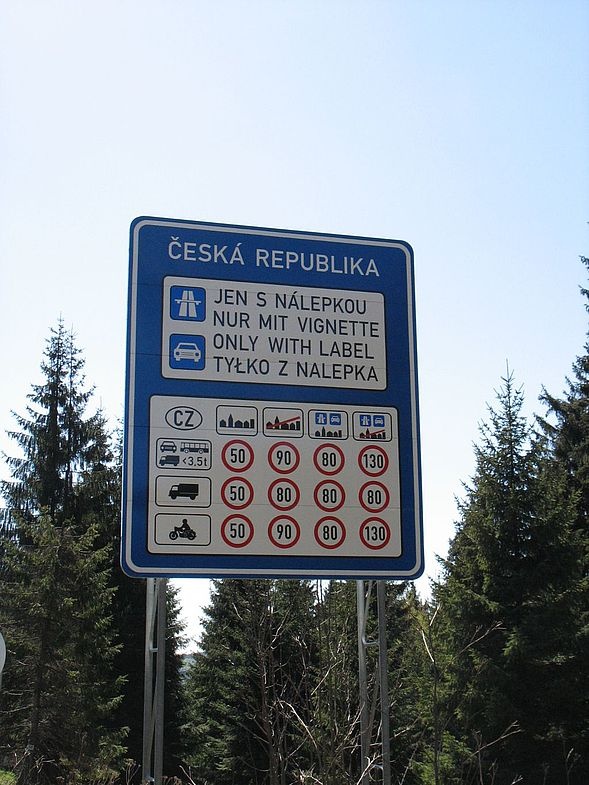 ČESKÁ REPUBLIKA
JEN S NÁLEPKOU
NUR MIT VIGNETTE
ONLY WITH LABEL
TYŁKO Z NALEPKA
CZ
<3,5t 50 90 80 130
50 80 80 80
50 90 80 130